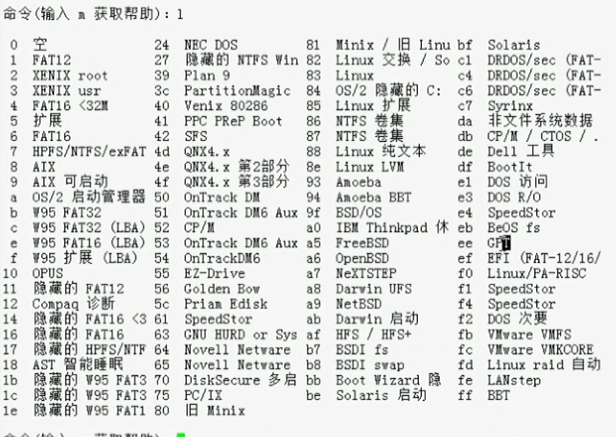 命令(输入 m 获取帮助)：l
0 空 24 NEC DOS 81 Minix / 旧 Linu bf Solaris
1 FAT12 27 隐藏的 NTFS Win 82 Linux 交换 / So c1 DRDOS/sec (FAT-
2 XENIX root 39 Plan 9 83 Linux c4 DRDOS/sec (FAT-
3 XENIX usr 3c PartitionMagic 84 OS/2 隐藏的 C: c6 DRDOS/sec (FAT-
4 FAT16 <32M 40 Venix 80286 85 Linux 扩展 c7 Syrinx
5 扩展 41 PPC PReP Boot 86 NTFS 卷集 da 非文件系统数据
6 FAT16 42 SFS 87 NTFS 卷集 db CP/M / CTOS / .
7 HPFS/NTFS/exFAT 4d QNX4.x 88 Linux 纯文本 de Dell 工具
8 AIX 4e QNX4.x 第2部分 8e Linux LVM df BootIt
9 AIX 可启动 4f QNX4.x 第3部分 93 Amoeba e1 DOS 访问
a OS/2 启动管理器 50 OnTrack DM 94 Amoeba BBT e3 DOS R/O
b W95 FAT32 51 OnTrack DM6 Aux 9f BSD/OS e4 SpeedStor
c W95 FAT32 (LBA) 52 CP/M a0 IBM Thinkpad 休 eb BeOS fs
e W95 FAT16 (LBA) 53 OnTrack DM6 Aux a5 FreeBSD ee GPT
f W95 扩展 (LBA) 54 OnTrackDM6 a6 OpenBSD ef EFI (FAT-12/16/
10 OPUS 55 EZ-Drive a7 NeXTSTEP f0 Linux/PA-RISC
11 隐藏的 FAT12 56 Golden Bow a8 Darwin UFS f1 SpeedStor
12 Compaq 诊断 5c Priam Edisk a9 NetBSD f4 SpeedStor
14 隐藏的 FAT16 <3 61 SpeedStor ab Darwin 启动 f2 DOS 次要
16 隐藏的 FAT16 63 GNU HURD or Sys af HFS / HFS+ fb VMware VMFS
17 隐藏的 HPFS/NTF 64 Novell Netware b7 BSDI fs fc VMware VMKCORE
18 AST 智能睡眠 65 Novell Netware b8 BSDI swap fd Linux raid 自动
1b 隐藏的 W95 FAT3 70 DiskSecure 多启 bb Boot Wizard 隐 fe LANstep
1c 隐藏的 W95 FAT3 75 PC/IX be Solaris 启动 ff BBT
1e 隐藏的 W95 FAT1 80 旧 Minix